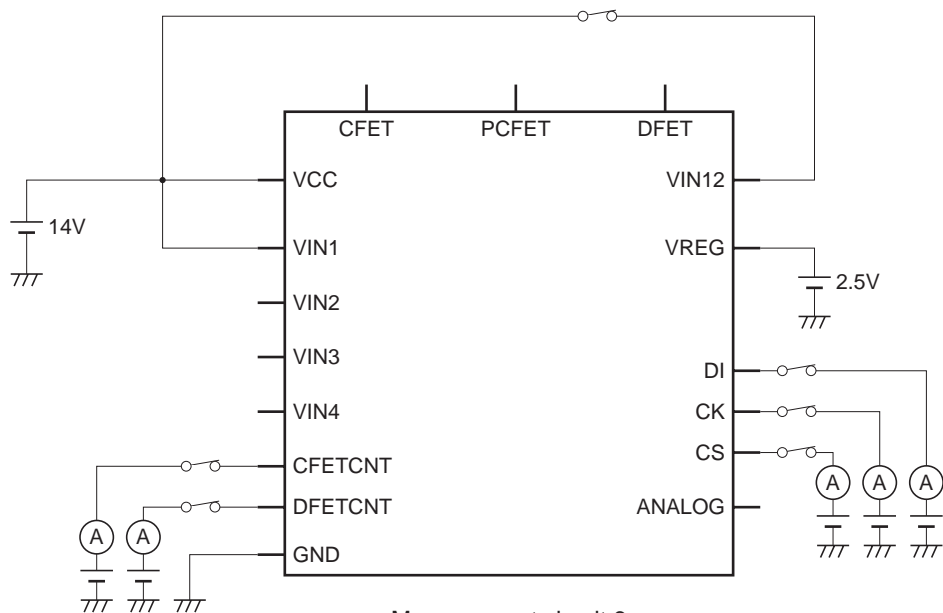 CFET PCFET DFET
VCC VIN12
14V
VIN1 VREG
2.5V
VIN2
VIN3
DI
VIN4 CK
CS
CFETCNT
A A A
DFETCNT ANALOG
A A
GND